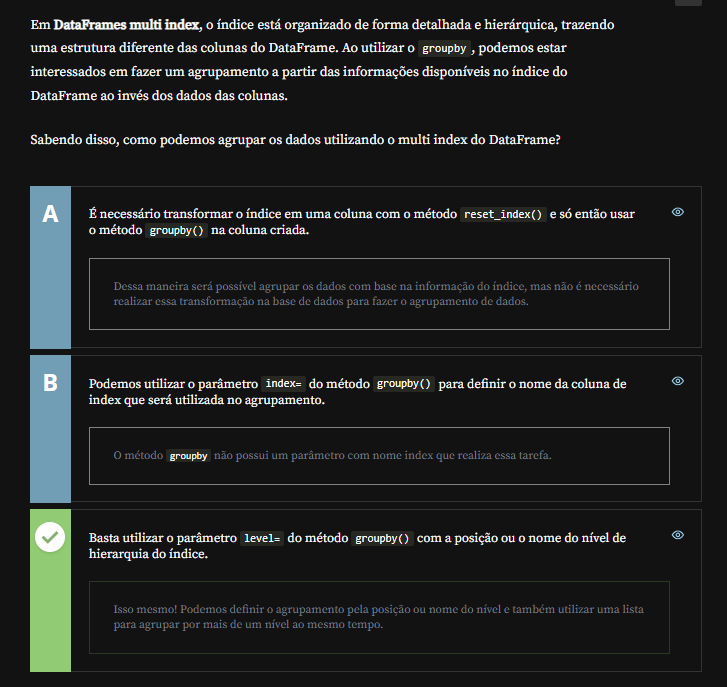 Em DataFrames multi index, o índice está organizado de forma detalhada e hierárquica, trazendo
uma estrutura diferente das colunas do DataFrame. Ao utilizar o groupby, podemos estar
interessados em fazer um agrupamento a partir das informações disponíveis no índice do
DataFrame ao invés dos dados das colunas.
Sabendo disso, como podemos agrupar os dados utilizando o multi index do DataFrame?
A
É necessário transformar o índice em uma coluna com o método reset_index() e só então usar
o método groupby() na coluna criada.
Dessa maneira será possível agrupar os dados com base na informação do índice, mas não é necessário
realizar essa transformação na base de dados para fazer o agrupamento de dados.
B
Podemos utilizar o parâmetro index= do método groupby() para definir o nome da coluna de
index que será utilizada no agrupamento.
O método groupby não possui um parâmetro com nome index que realiza essa tarefa.
Basta utilizar o parâmetro level= do método groupby() com a posição ou o nome do nível de
hierarquia do índice.
Isso mesmo! Podemos definir o agrupamento pela posição ou nome do nível e também utilizar uma lista
para agrupar por mais de um nível ao mesmo tempo.